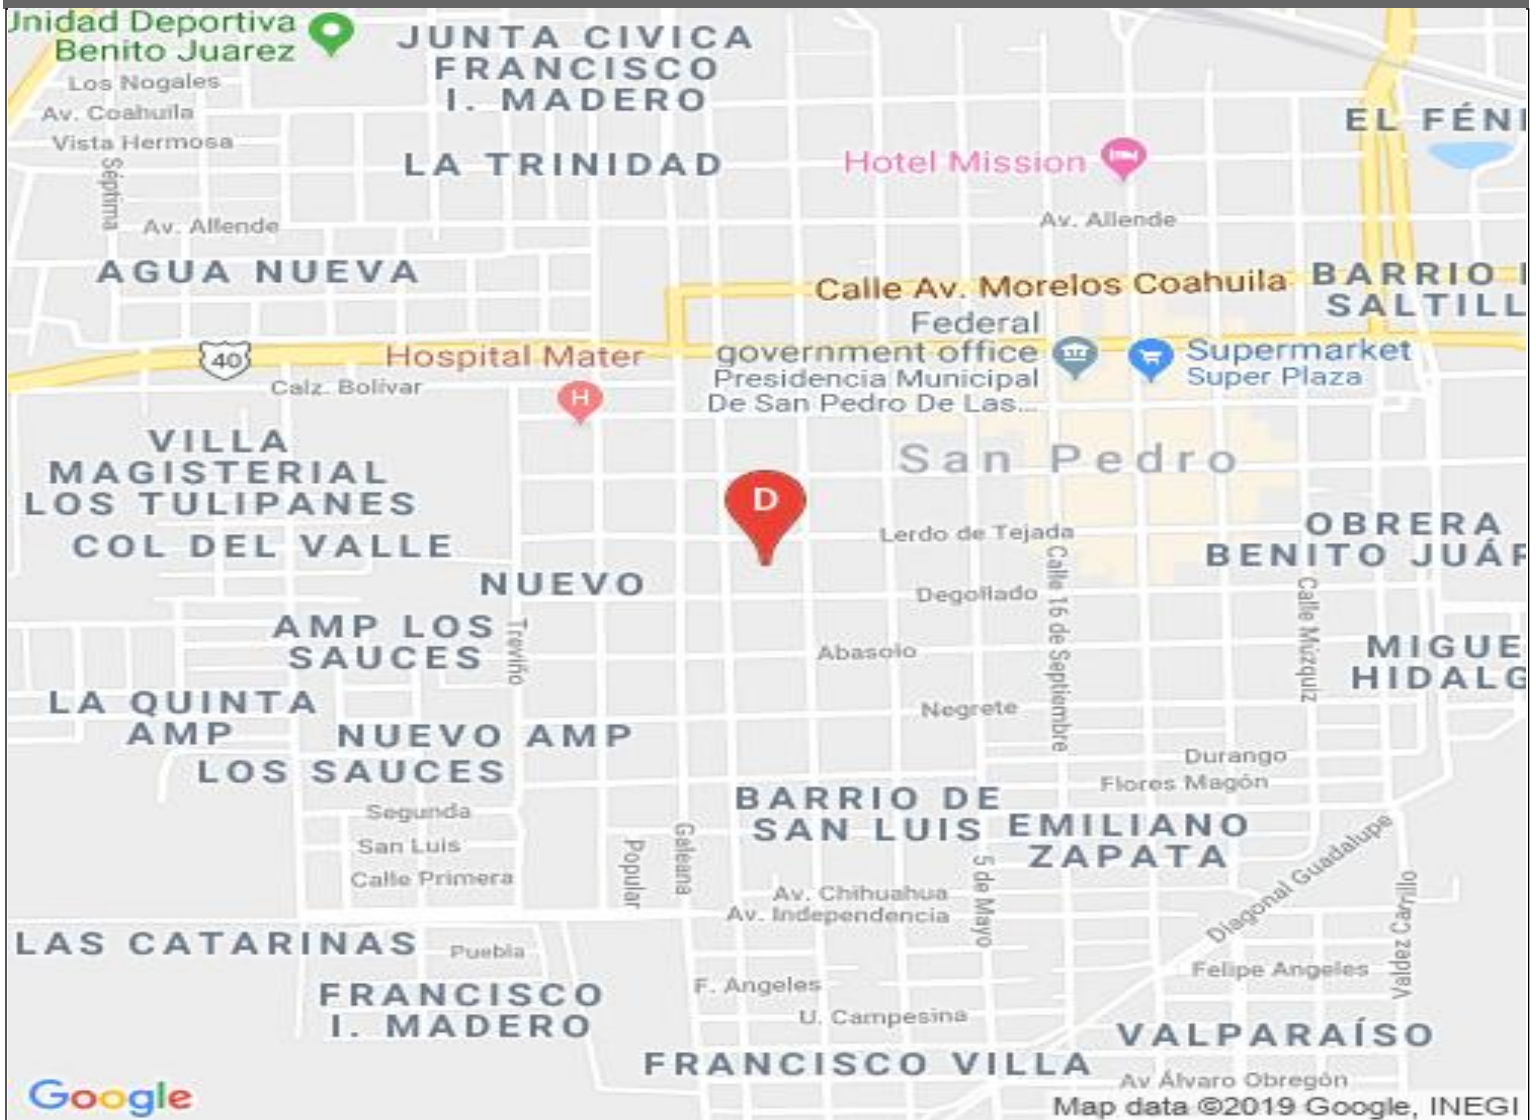 Unidad Deportiva
Benito Juarez
JUNTA CIVICA
FRANCISCO
I. MADERO
Los Nogales
Av. Coahuila
Vista Hermosa
Séptima
EL FÉNI
LA TRINIDAD
Hotel Mission
Av. Allende
Av. Allende
AGUA NUEVA
Calle Av. Morelos Coahuila
BARRIO
SALTILL
Federal
government office
Presidencia Municipal
De San Pedro De Las...
Supermarket
Super Plaza
40
Hospital Mater
H
Calz. Bolívar
VILLA
MAGISTERIAL
LOS TULIPANES
San Pedro
D
COL DEL VALLE
Lerdo de Tejada
OBRERA
BENITO JUÁR
NUEVO
Degollado
Calle 16 de Septiembre
Calle Múzquiz
AMP LOS
SAUCES
Treviño
Abasolo
MIGUE
HIDALG
LA QUINTA
AMP
Negrete
NUEVO AMP
LOS SAUCES
Durango
Flores Magón
BARRIO DE
SAN LUIS
EMILIANO
ZAPATA
Segunda
San Luis
Calle Primera
Popular
Galeana
5 de Mayo
Diagonal Guadalupe
Valdez Carrillo
Av. Chihuahua
Av. Independencia
LAS CATARINAS
Puebla
Felipe Angeles
F. Angeles
FRANCISCO
I. MADERO
U. Campesina
VALPARAÍSO
FRANCISCO VILLA
Av Álvaro Obregón
Google
Map data ©2019 Google, INEGI